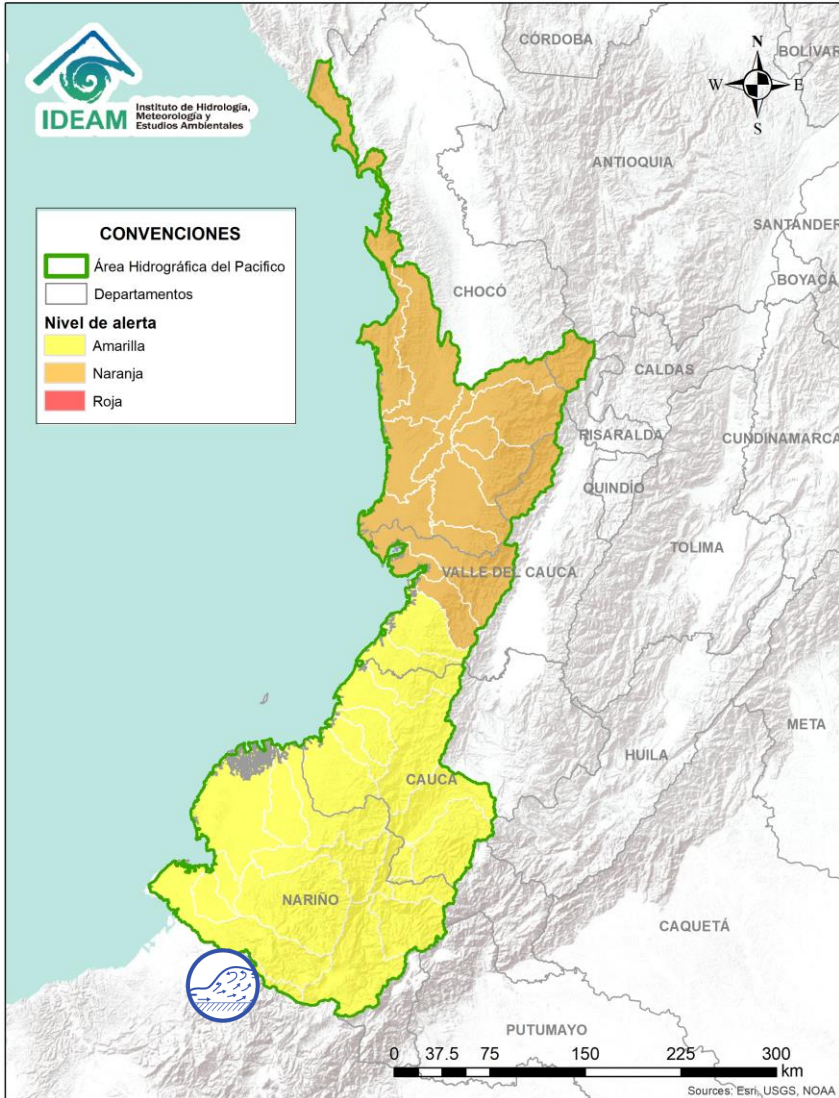 IDEAM
Instituto de Hidrología,
Meteorología y
Estudios Ambientales
N
W
E
S
CONVENCIONES
Área Hidrográfica del Pacifico
Departamentos
Nivel de alerta
Amarilla
Naranja
Roja
CÓRDOBA
BOLÍVAR
ANTIOQUIA
SANTANDER
BOYACÁ
CHOCÓ
CALDAS
RISARALDA
CUNDINAMARCA
QUINDÍO
TOLIMA
VALLE DEL CAUCA
META
HUILA
CAUCA
NARIÑO
CAQUETÁ
PUTUMAYO
0 37.5 75 150 225 300
km
Sources: Esri, USGS, NOAA